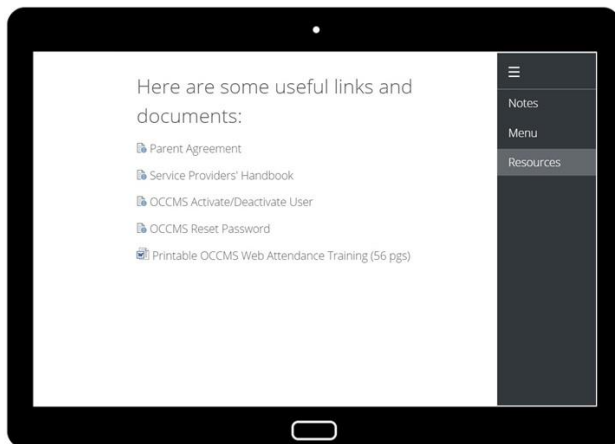 Here are some useful links and
documents:
Parent Agreement
Service Providers' Handbook
OCCMS Activate/Deactivate User
OCCMS Reset Password
Printable OCCMS Web Attendance Training (56 pgs)
Notes
Menu
Resources